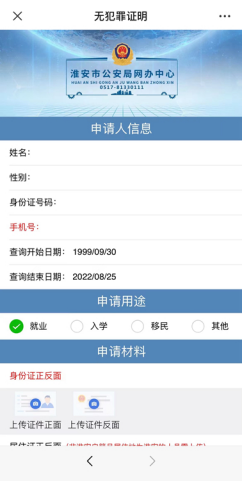 无犯罪证明
淮安市公安局网办中心
HUAI AN SHI GONG AN JU WANG BAN ZHONG XIN
0517-81330111
申请人信息
姓名：
性别：
身份证号码：
手机号：
查询开始日期： 1999/09/30
查询结束日期： 2022/08/25
申请用途
就业 入学 移民 其他
申请材料
身份证正反面
上传证件正面 上传证件反面